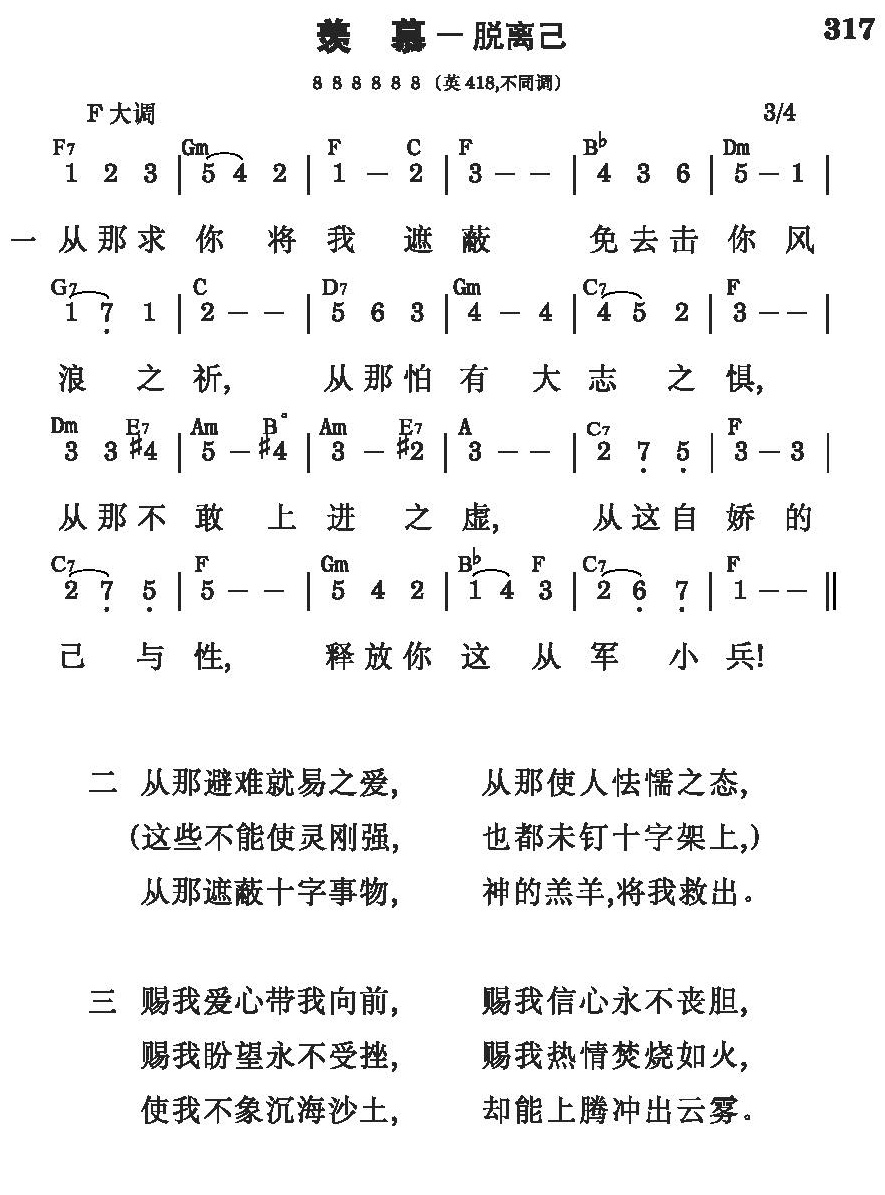 羡 慕－脱离己 317
8 8 8 8 8 8 (英 418,不同调)
F 大调 3/4
F7 Gm F C F B♭ Dm
1 2 3 | 5 4 2 | 1 － 2 | 3 － － | 4 3 6 | 5 － 1 |
一 从那求 你 将 我 遮 蔽 免去击 你 风
G7 C D7 Gm C7 F
1 7̣ 1 | 2 － － | 5 6 3 | 4 － 4 | 4 5 2 | 3 － － |
浪 之 祈, 从那怕 有 大 志 之 惧,
Dm E7 Am B° Am E7 A C7 F
3 3 ♯4 | 5 － ♯4 | 3 － ♯2 | 3 － － | 2 7̣ 5̣ | 3 － 3 |
从那不 敢 上 进 之 虚, 从这自 娇 的
C7 F Gm B♭ F C7 F
2 7̣ 5̣ | 5 － － | 5 4 2 | 1 4 3 | 2 6̣ 7̣ | 1 － － ‖
己 与 性, 释放你 这 从 军 小 兵!
二 从那避难就易之爱, 从那使人怯懦之态,
(这些不能使灵刚强, 也都未钉十字架上,)
从那遮蔽十字事物, 神的羔羊,将我救出。
三 赐我爱心带我向前, 赐我信心永不丧胆,
赐我盼望永不受挫, 赐我热情焚烧如火,
使我不象沉海沙土, 却能上腾冲出云雾。